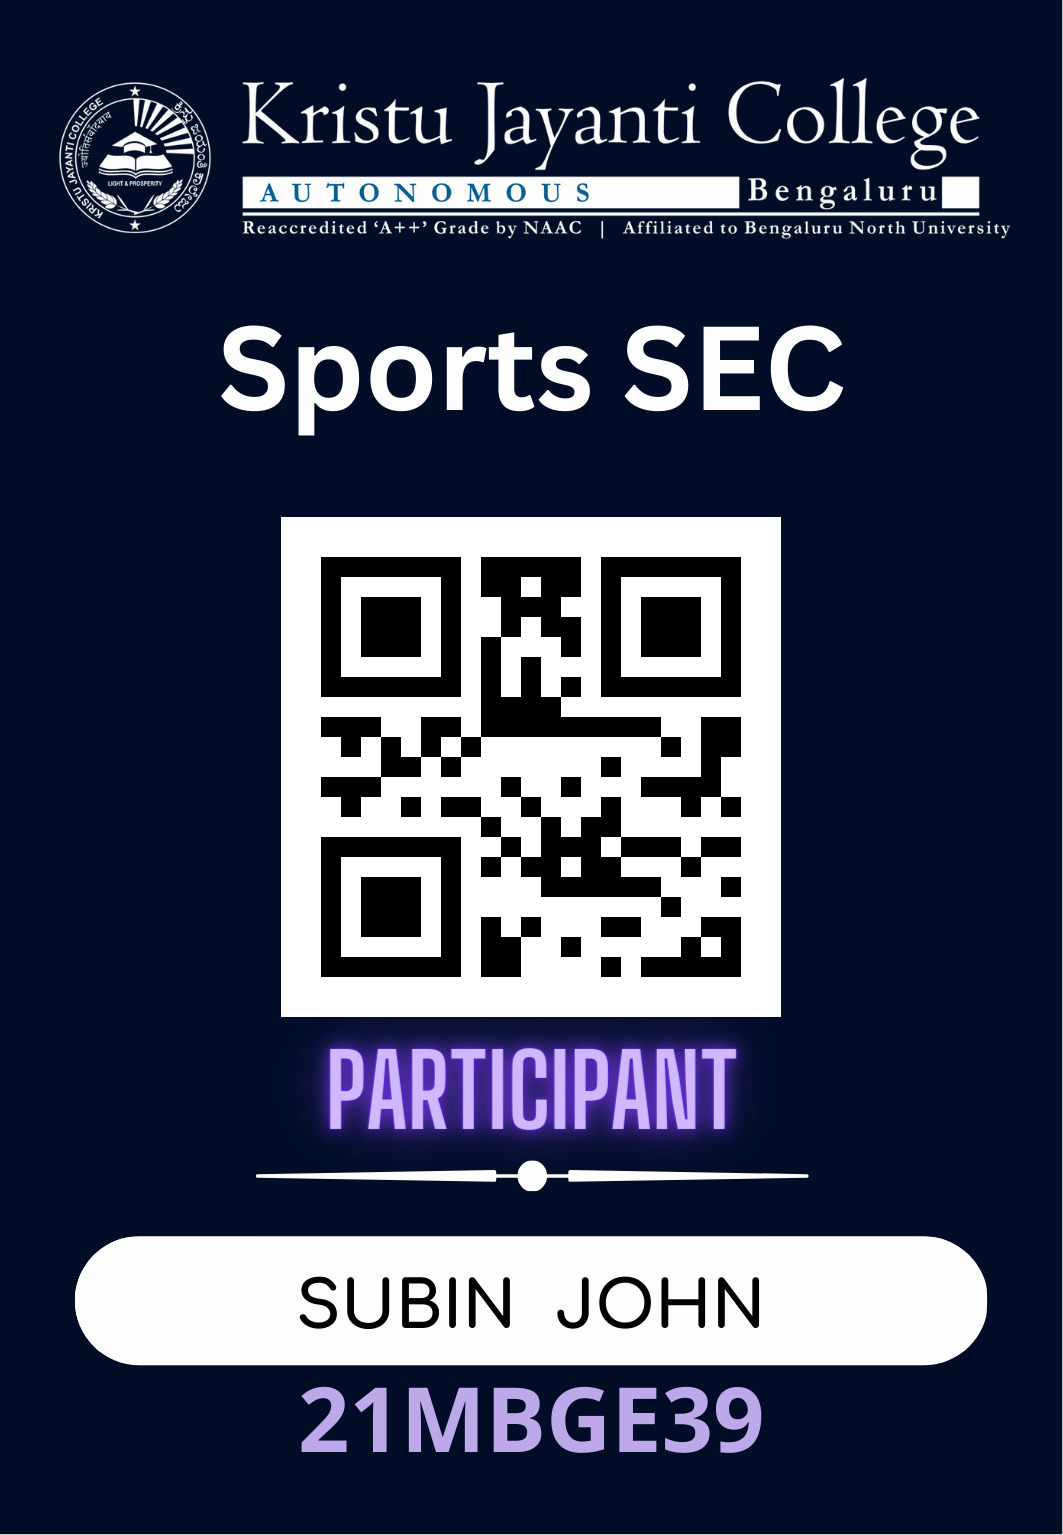 Kristu Jayanti College
AUTONOMOUS Bengaluru
Reaccredited ‘A++’ Grade by NAAC | Affiliated to Bengaluru North University
KRISTU JAYANTI COLLEGE
LIGHT & PROSPERITY
Sports SEC
PARTICIPANT
SUBIN JOHN
21MBGE39